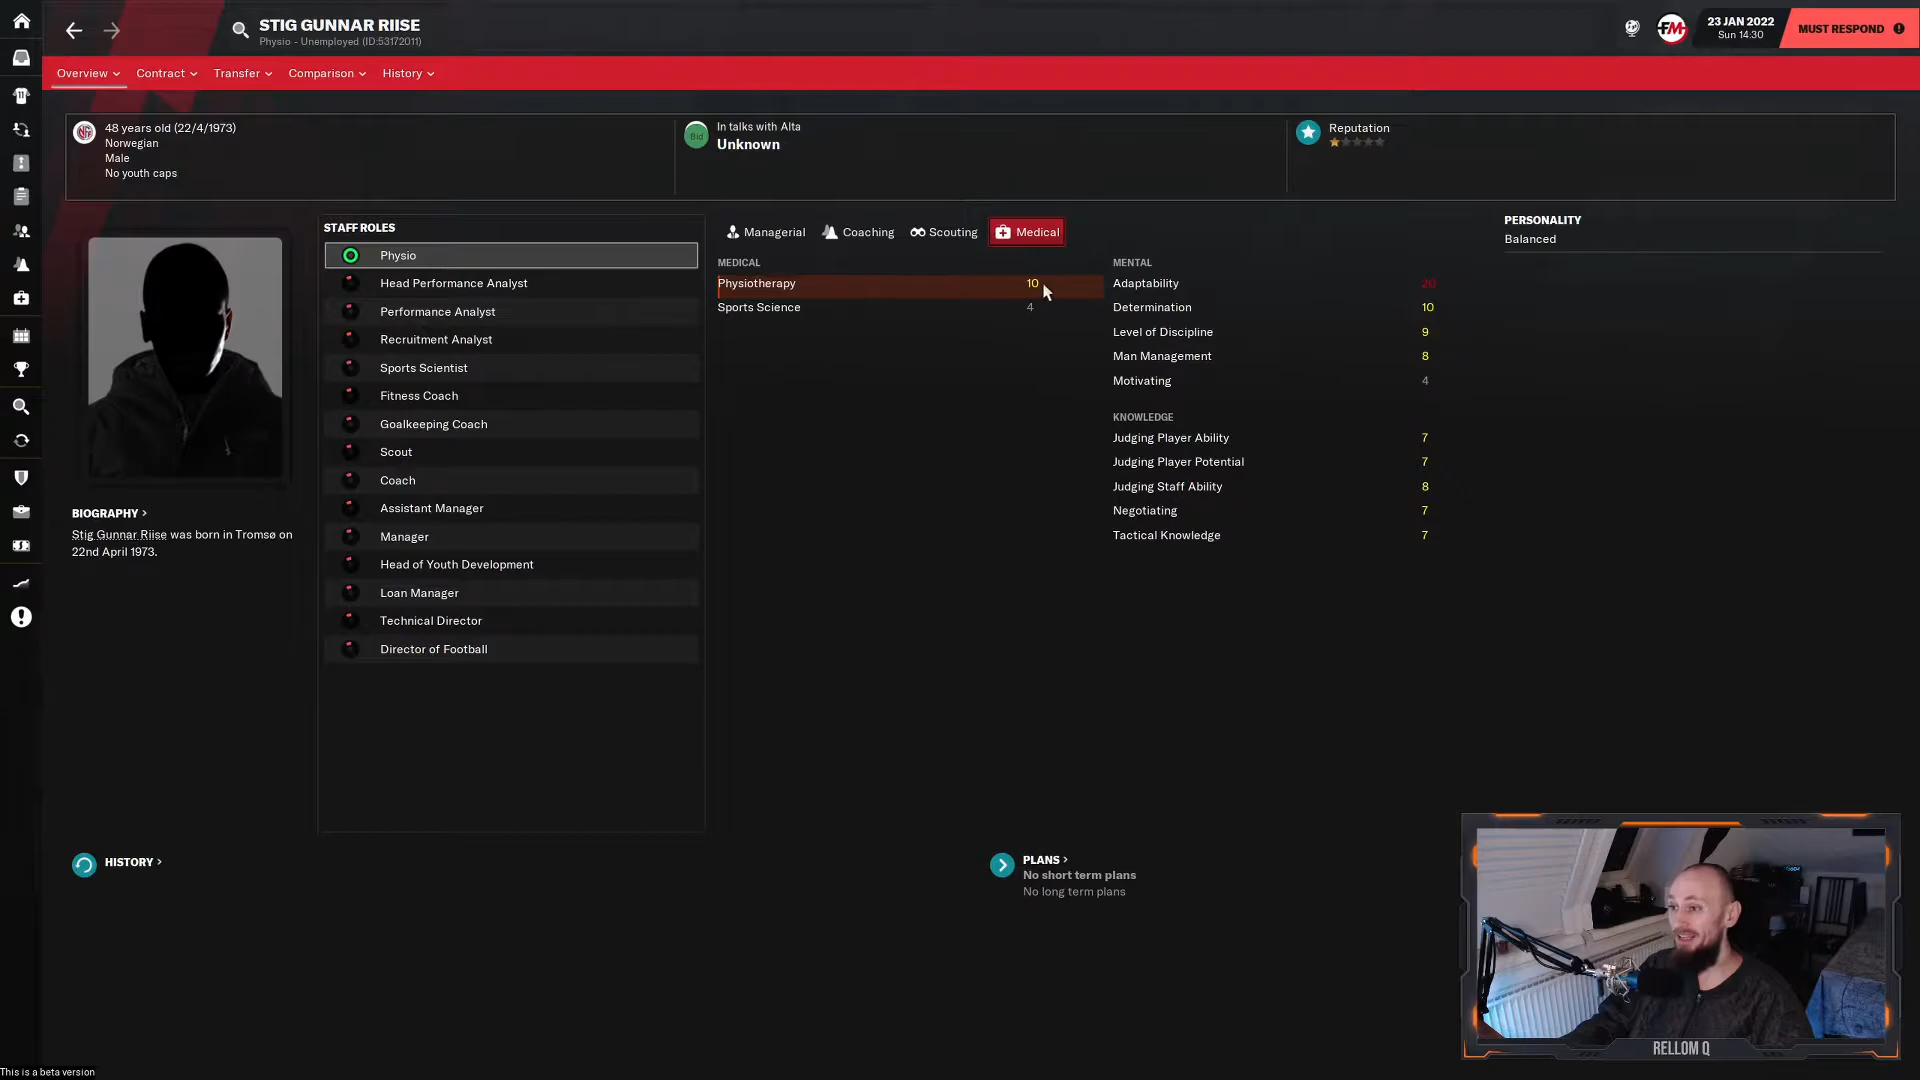 STIG GUNNAR RIISE
Physio - Unemployed (ID:53172011)
23 JAN 2022
Sun 14:30
MUST RESPOND
Overview
Contract
Transfer
Comparison
History
48 years old (22/4/1973)
Norwegian
Male
No youth caps
Bid
In talks with Alta
Unknown
Reputation
BIOGRAPHY >
Stig Gunnar Riise was born in Tromsø on
22nd April 1973.
STAFF ROLES
Physio
Head Performance Analyst
Performance Analyst
Recruitment Analyst
Sports Scientist
Fitness Coach
Goalkeeping Coach
Scout
Coach
Assistant Manager
Manager
Head of Youth Development
Loan Manager
Technical Director
Director of Football
Managerial
Coaching
Scouting
Medical
MEDICAL
Physiotherapy 10
Sports Science 4
MENTAL
Adaptability 20
Determination 10
Level of Discipline 9
Man Management 8
Motivating 4
KNOWLEDGE
Judging Player Ability 7
Judging Player Potential 7
Judging Staff Ability 8
Negotiating 7
Tactical Knowledge 7
PERSONALITY
Balanced
HISTORY >
PLANS >
No short term plans
No long term plans
RELLOM Q
This is a beta version